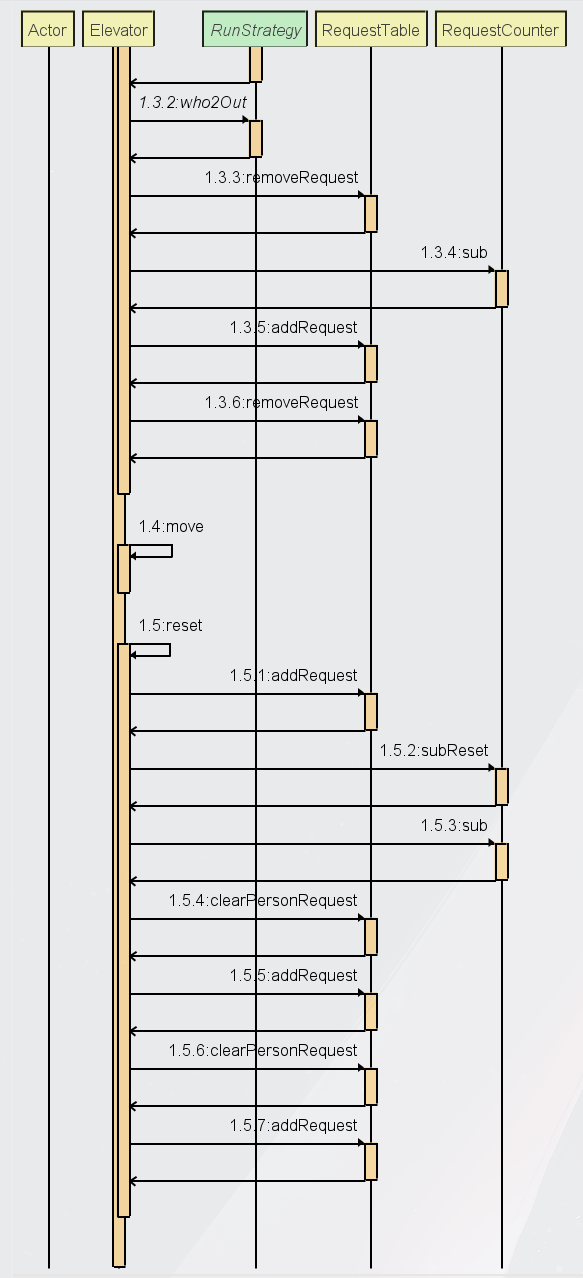 Actor
Elevator
RunStrategy
RequestTable
RequestCounter
1.3.2:who2Out
1.3.3:removeRequest
1.3.4:sub
1.3.5:addRequest
1.3.6:removeRequest
1.4:move
1.5:reset
1.5.1:addRequest
1.5.2:subReset
1.5.3:sub
1.5.4:clearPersonRequest
1.5.5:addRequest
1.5.6:clearPersonRequest
1.5.7:addRequest